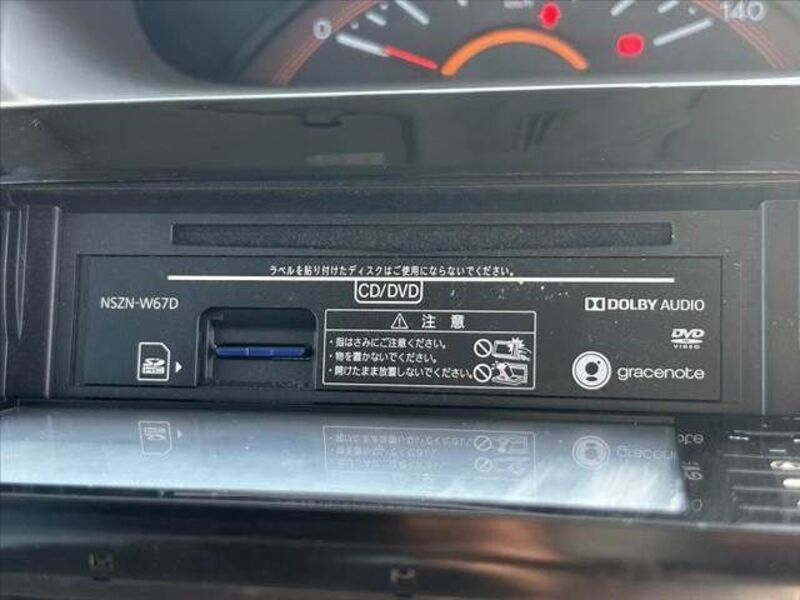 0
140
ラベルを貼り付けたディスクはご使用にならないでください。
CD/DVD
NSZN-W67D
DOLBY AUDIO
注意
・指はさみにご注意ください。
・物を置かないでください。
・開けたまま放置しないでください。
SD
DVD
VIDEO
gracenote